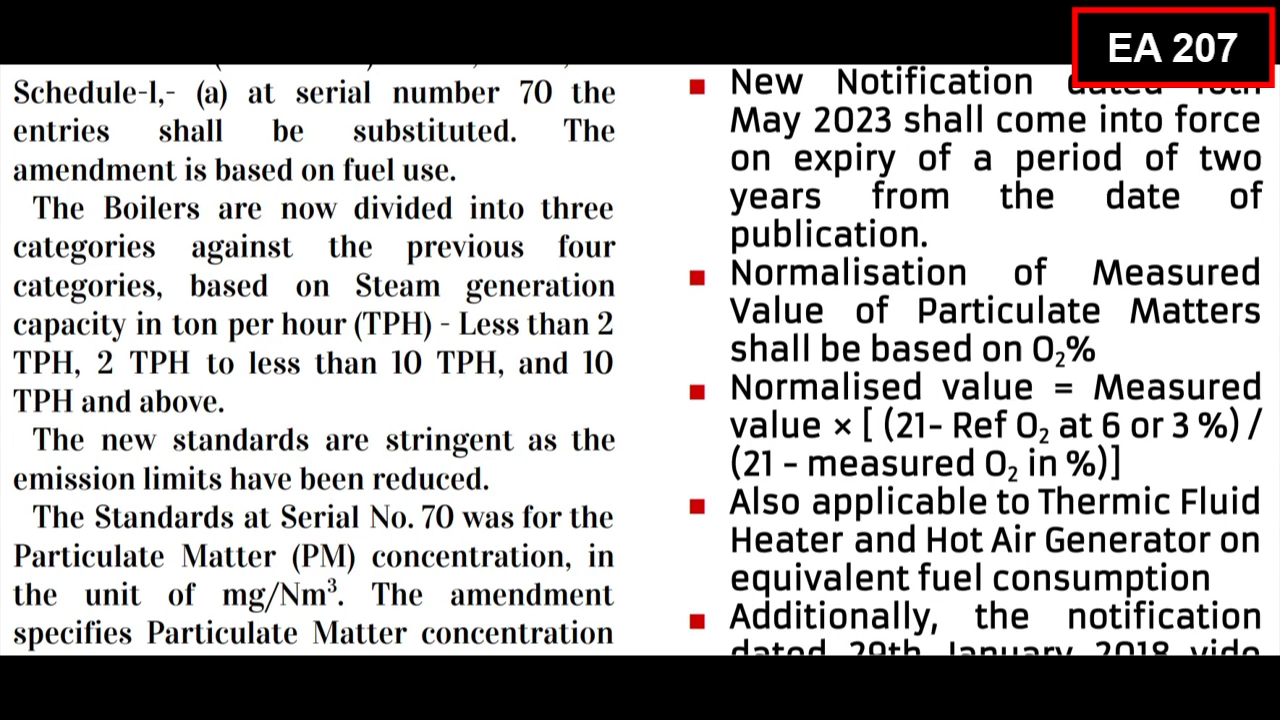 EA 207
Schedule-I,- (a) at serial number 70 the
entries shall be substituted. The
amendment is based on fuel use.
The Boilers are now divided into three
categories against the previous four
categories, based on Steam generation
capacity in ton per hour (TPH) - Less than 2
TPH, 2 TPH to less than 10 TPH, and 10
TPH and above.
The new standards are stringent as the
emission limits have been reduced.
The Standards at Serial No. 70 was for the
Particulate Matter (PM) concentration, in
the unit of mg/Nm³. The amendment
specifies Particulate Matter concentration
New Notification dated
May 2023 shall come into force
on expiry of a period of two
years from the date of
publication.
Normalisation of Measured
Value of Particulate Matters
shall be based on O₂%
Normalised value = Measured
value × [ (21- Ref O₂ at 6 or 3 %) /
(21 - measured O₂ in %)]
Also applicable to Thermic Fluid
Heater and Hot Air Generator on
equivalent fuel consumption
Additionally, the notification
dated 29th January 2018 vide